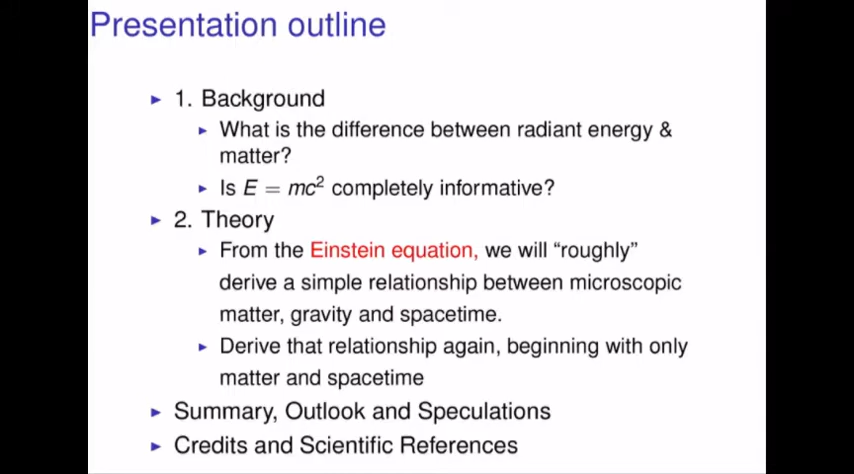 Presentation outline
1. Background
What is the difference between radiant energy &
matter?
Is E = mc² completely informative?
2. Theory
From the Einstein equation, we will “roughly”
derive a simple relationship between microscopic
matter, gravity and spacetime.
Derive that relationship again, beginning with only
matter and spacetime
Summary, Outlook and Speculations
Credits and Scientific References